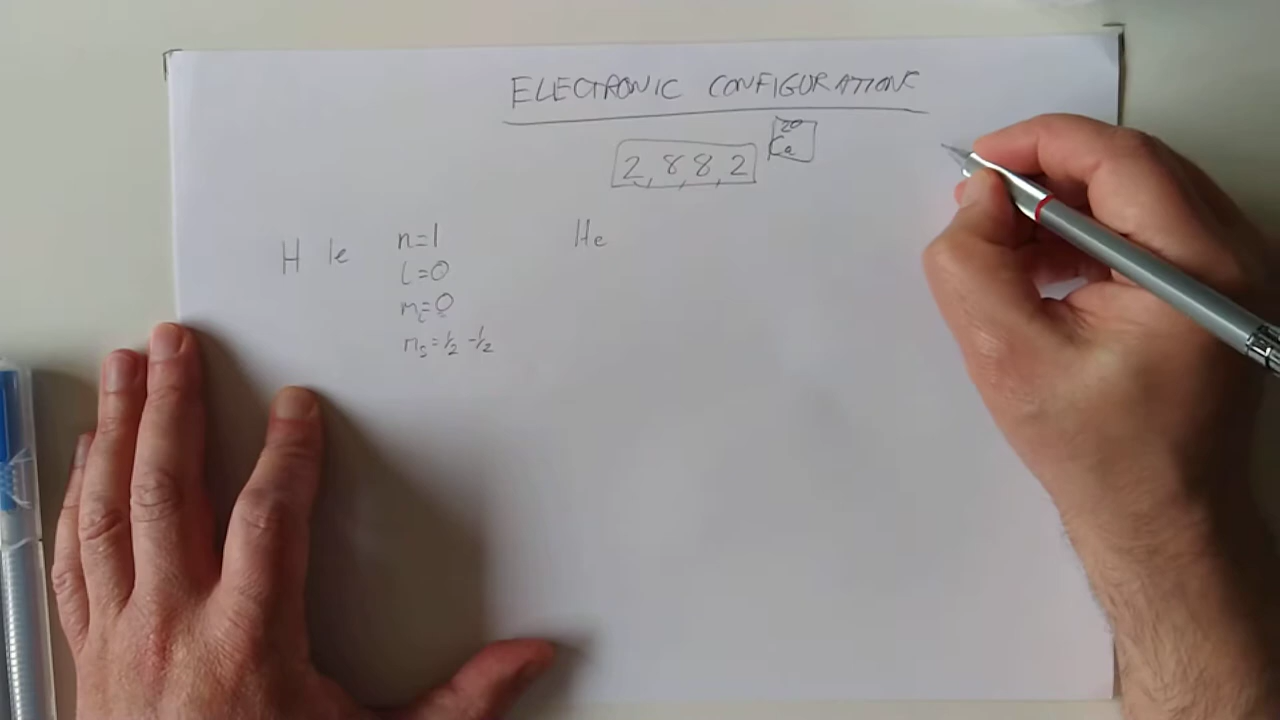 ELECTRONIC CONFIGURATIONS
20
2,8,8,2 Ca
H 1e
n=1
l=0
mₗ=0
mₛ=½ -½
He